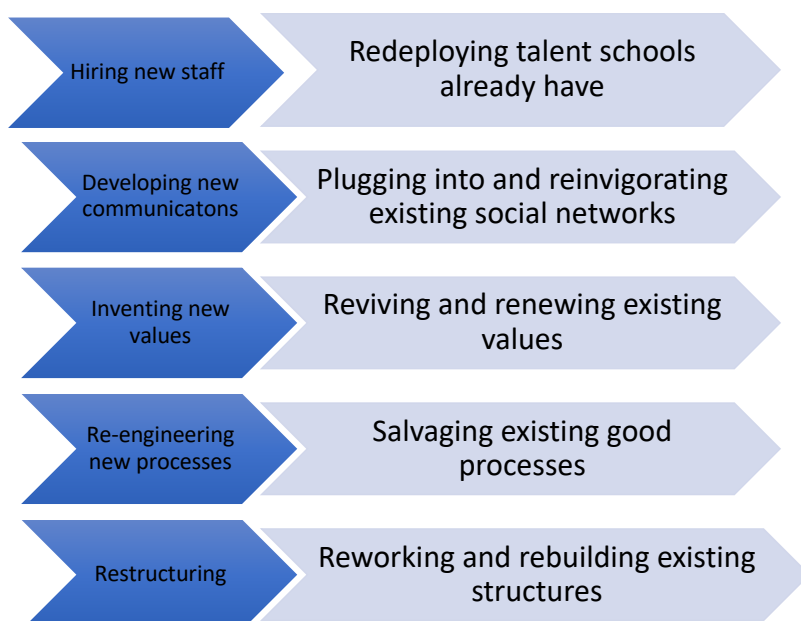 Hiring new staff
Redeploying talent schools
already have
Developing new
communicatons
Plugging into and reinvigorating
existing social networks
Inventing new
values
Reviving and renewing existing
values
Re-engineering
new processes
Salvaging existing good
processes
Restructuring
Reworking and rebuilding existing
structures